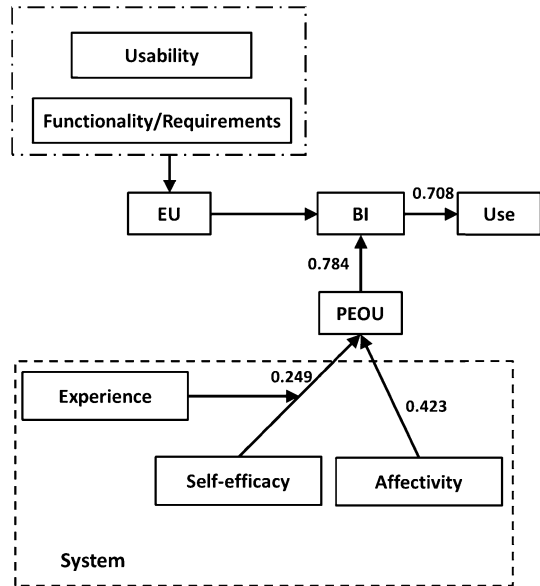 Usability
Functionality/Requirements
EU
BI
0.708
Use
0.784
PEOU
0.249
Experience
0.423
Self-efficacy
Affectivity
System